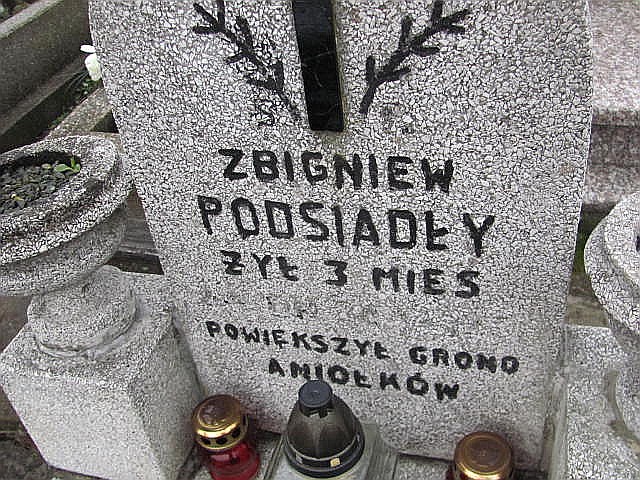 ZBIGNIEW
PODSIADŁY
ŻYŁ 3 MIES
POWIĘKSZYŁ GRONO
ANIOŁKÓW